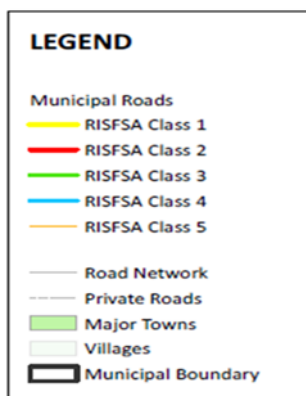 LEGEND
Municipal Roads
RISFSA Class 1
RISFSA Class 2
RISFSA Class 3
RISFSA Class 4
RISFSA Class 5
Road Network
Private Roads
Major Towns
Villages
Municipal Boundary